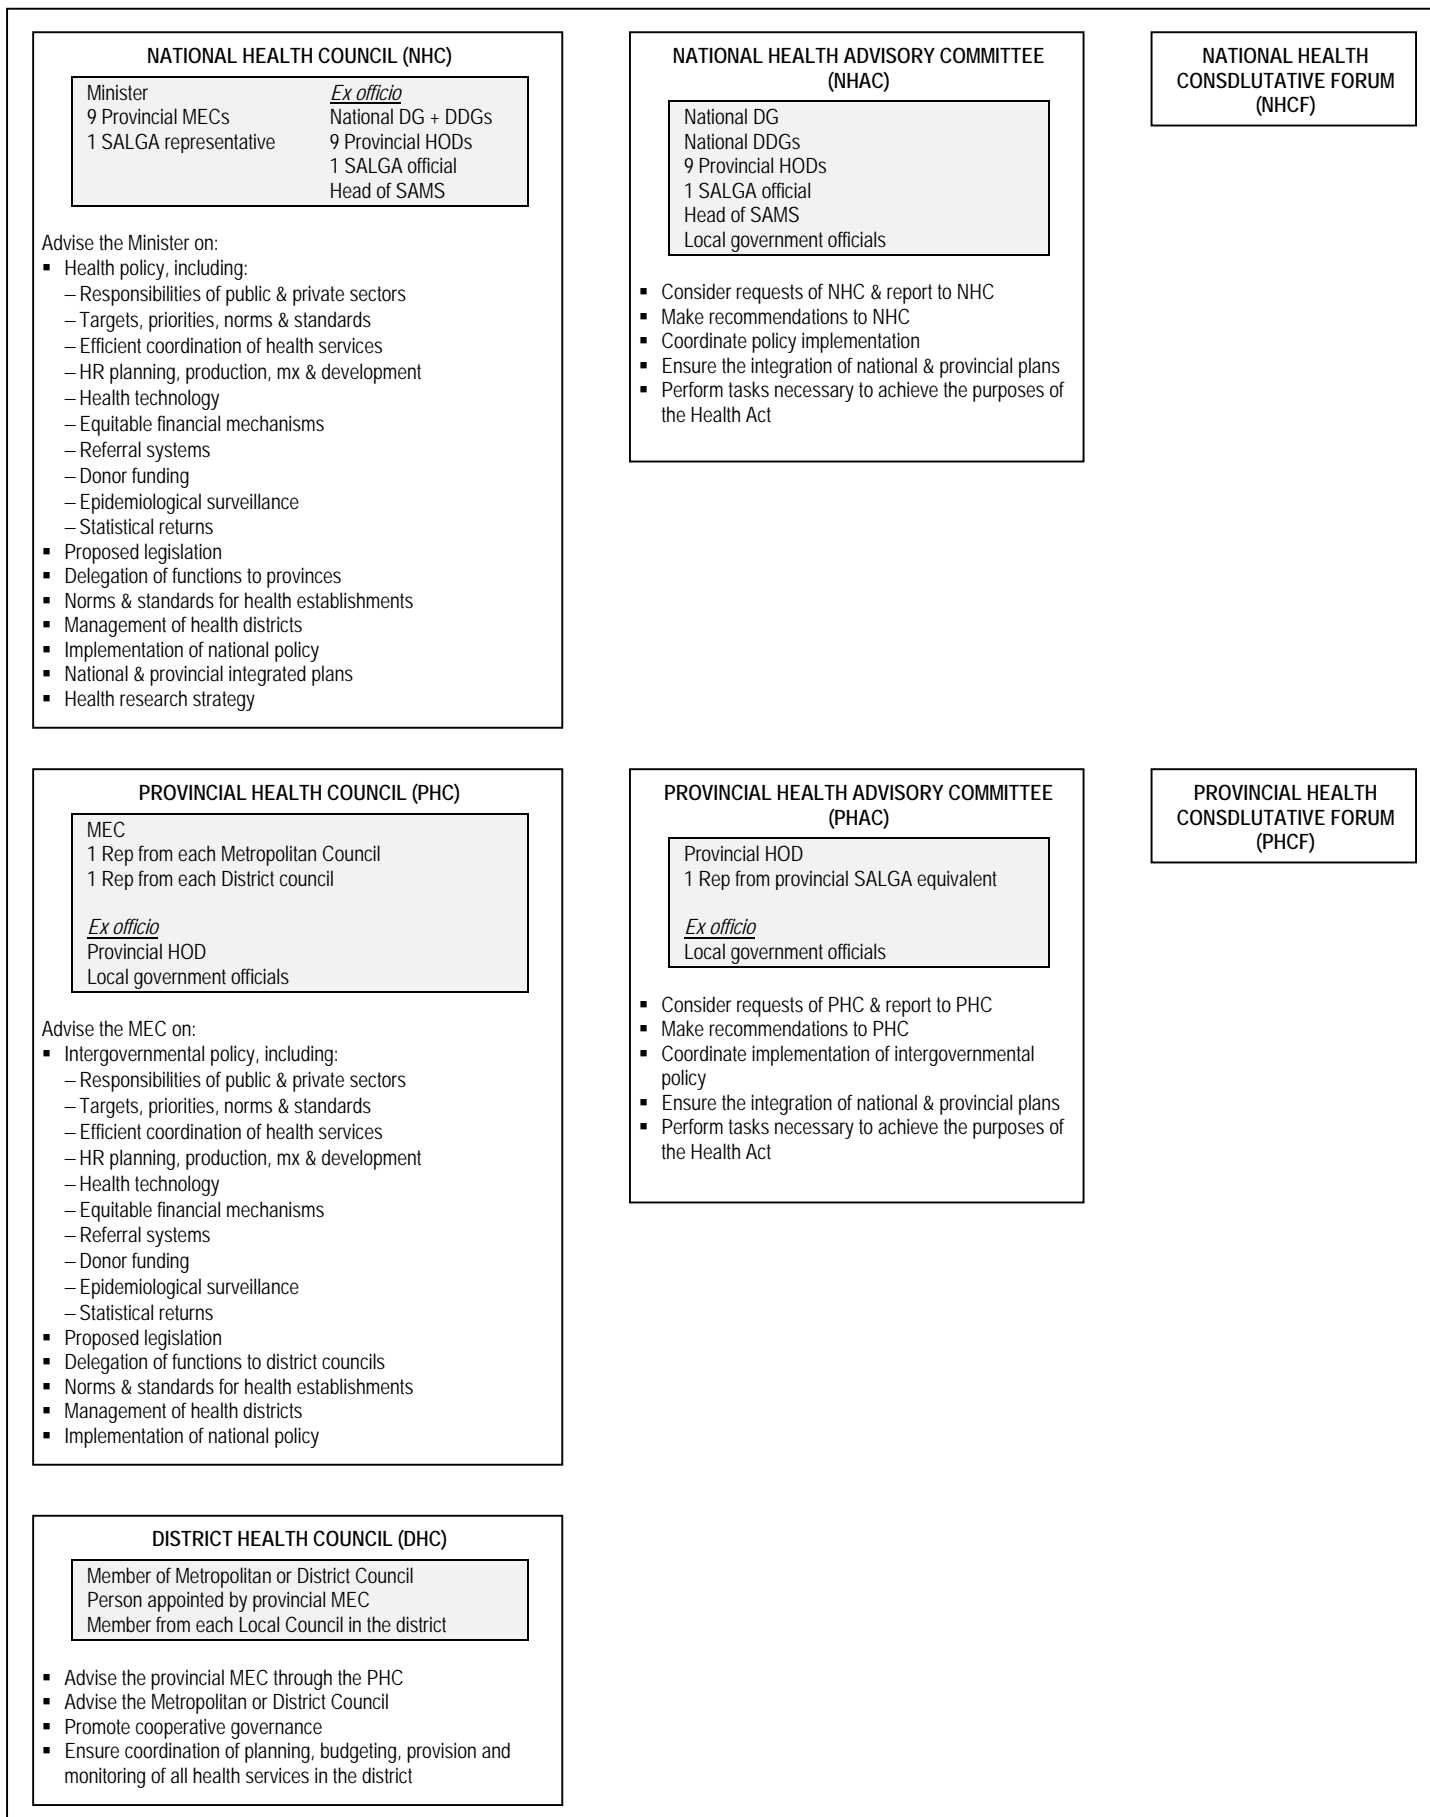 NATIONAL HEALTH COUNCIL (NHC)
Minister
9 Provincial MECs
1 SALGA representative
Ex officio
National DG + DDGs
9 Provincial HODs
1 SALGA official
Head of SAMS
Advise the Minister on:
▪ Health policy, including:
– Responsibilities of public & private sectors
– Targets, priorities, norms & standards
– Efficient coordination of health services
– HR planning, production, mx & development
– Health technology
– Equitable financial mechanisms
– Referral systems
– Donor funding
– Epidemiological surveillance
– Statistical returns
▪ Proposed legislation
▪ Delegation of functions to provinces
▪ Norms & standards for health establishments
▪ Management of health districts
▪ Implementation of national policy
▪ National & provincial integrated plans
▪ Health research strategy
NATIONAL HEALTH ADVISORY COMMITTEE
(NHAC)
National DG
National DDGs
9 Provincial HODs
1 SALGA official
Head of SAMS
Local government officials
▪ Consider requests of NHC & report to NHC
▪ Make recommendations to NHC
▪ Coordinate policy implementation
▪ Ensure the integration of national & provincial plans
▪ Perform tasks necessary to achieve the purposes of
the Health Act
NATIONAL HEALTH
CONSDLUTATIVE FORUM
(NHCF)
PROVINCIAL HEALTH COUNCIL (PHC)
MEC
1 Rep from each Metropolitan Council
1 Rep from each District council
Ex officio
Provincial HOD
Local government officials
Advise the MEC on:
▪ Intergovernmental policy, including:
– Responsibilities of public & private sectors
– Targets, priorities, norms & standards
– Efficient coordination of health services
– HR planning, production, mx & development
– Health technology
– Equitable financial mechanisms
– Referral systems
– Donor funding
– Epidemiological surveillance
– Statistical returns
▪ Proposed legislation
▪ Delegation of functions to district councils
▪ Norms & standards for health establishments
▪ Management of health districts
▪ Implementation of national policy
PROVINCIAL HEALTH ADVISORY COMMITTEE
(PHAC)
Provincial HOD
1 Rep from provincial SALGA equivalent
Ex officio
Local government officials
▪ Consider requests of PHC & report to PHC
▪ Make recommendations to PHC
▪ Coordinate implementation of intergovernmental
policy
▪ Ensure the integration of national & provincial plans
▪ Perform tasks necessary to achieve the purposes of
the Health Act
PROVINCIAL HEALTH
CONSDLUTATIVE FORUM
(PHCF)
DISTRICT HEALTH COUNCIL (DHC)
Member of Metropolitan or District Council
Person appointed by provincial MEC
Member from each Local Council in the district
▪ Advise the provincial MEC through the PHC
▪ Advise the Metropolitan or District Council
▪ Promote cooperative governance
▪ Ensure coordination of planning, budgeting, provision and
monitoring of all health services in the district